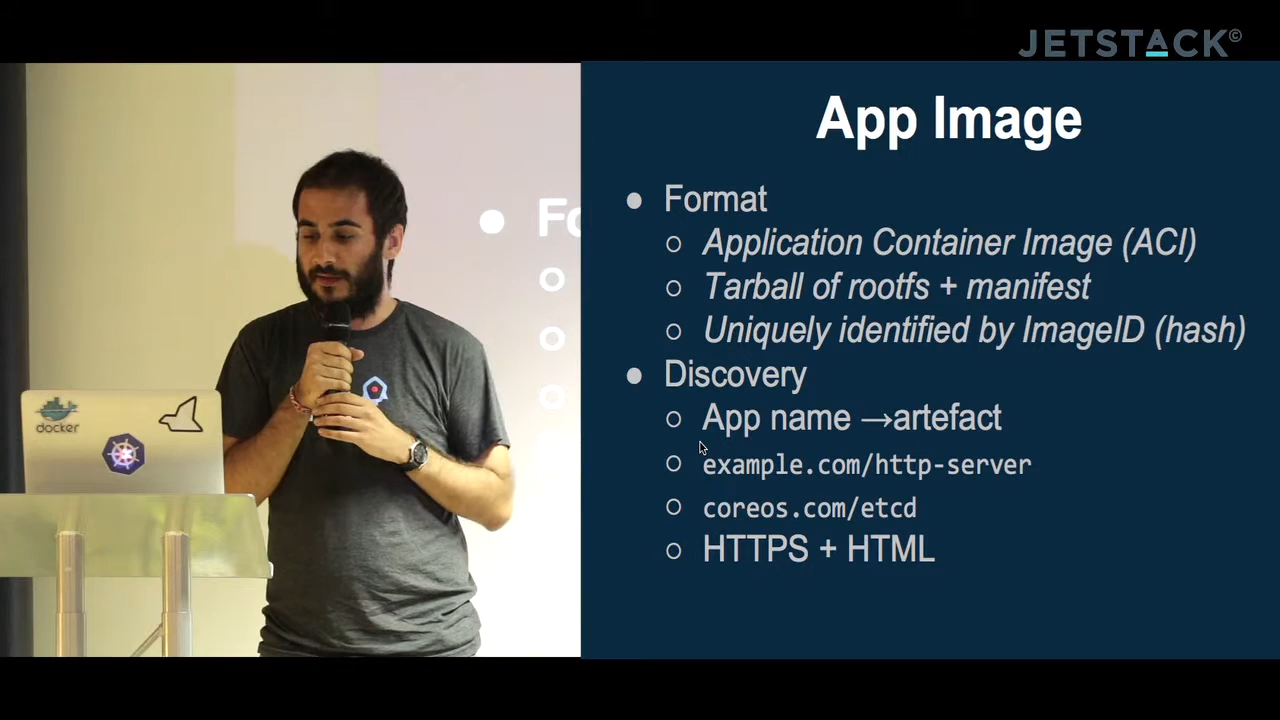 JETSTACK©
App Image
● Format
○ Application Container Image (ACI)
○ Tarball of rootfs + manifest
○ Uniquely identified by ImageID (hash)
● Discovery
○ App name →artefact
○ example.com/http-server
○ coreos.com/etcd
○ HTTPS + HTML
● Fo
docker